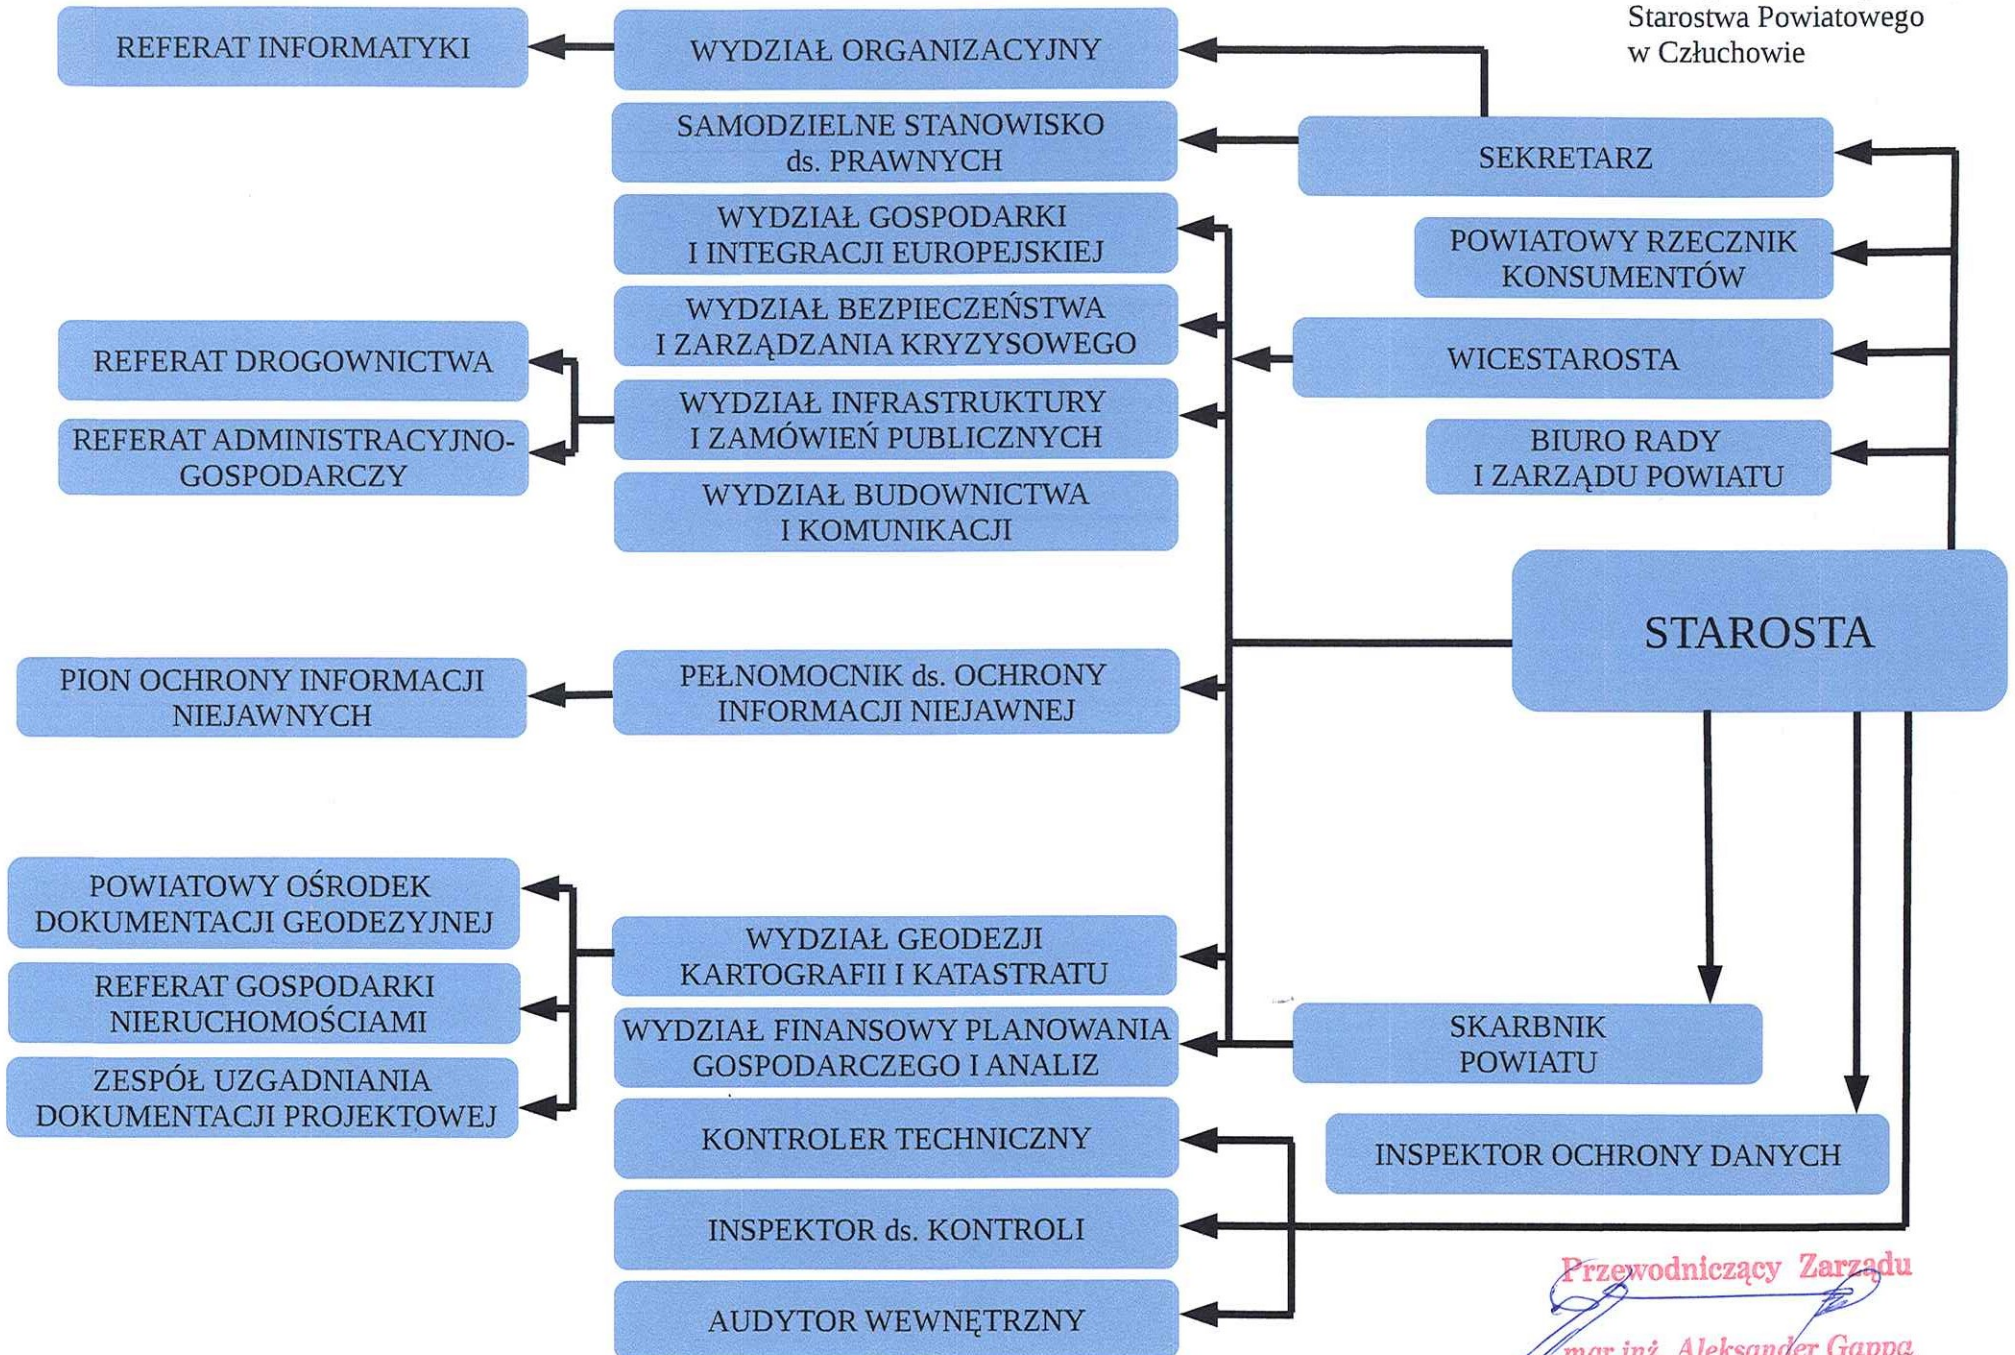 Starostwa Powiatowego
w Człuchowie
REFERAT INFORMATYKI
WYDZIAŁ ORGANIZACYJNY
SAMODZIELNE STANOWISKO
ds. PRAWNYCH
SEKRETARZ
WYDZIAŁ GOSPODARKI
I INTEGRACJI EUROPEJSKIEJ
POWIATOWY RZECZNIK
KONSUMENTÓW
WYDZIAŁ BEZPIECZEŃSTWA
I ZARZĄDZANIA KRYZYSOWEGO
REFERAT DROGOWNICTWA
WICESTAROSTA
WYDZIAŁ INFRASTRUKTURY
I ZAMÓWIEŃ PUBLICZNYCH
REFERAT ADMINISTRACYJNO-
GOSPODARCZY
BIURO RADY
I ZARZĄDU POWIATU
WYDZIAŁ BUDOWNICTWA
I KOMUNIKACJI
STAROSTA
PION OCHRONY INFORMACJI
NIEJAWNYCH
PEŁNOMOCNIK ds. OCHRONY
INFORMACJI NIEJAWNEJ
POWIATOWY OŚRODEK
DOKUMENTACJI GEODEZYJNEJ
WYDZIAŁ GEODEZJI
KARTOGRAFII I KATASTRATU
REFERAT GOSPODARKI
NIERUCHOMOŚCIAMI
WYDZIAŁ FINANSOWY PLANOWANIA
GOSPODARCZEGO I ANALIZ
SKARBNIK
POWIATU
ZESPÓŁ UZGADNIANIA
DOKUMENTACJI PROJEKTOWEJ
KONTROLER TECHNICZNY
INSPEKTOR OCHRONY DANYCH
INSPEKTOR ds. KONTROLI
AUDYTOR WEWNĘTRZNY
Przewodniczący Zarządu
mgr inż. Aleksander Gappa